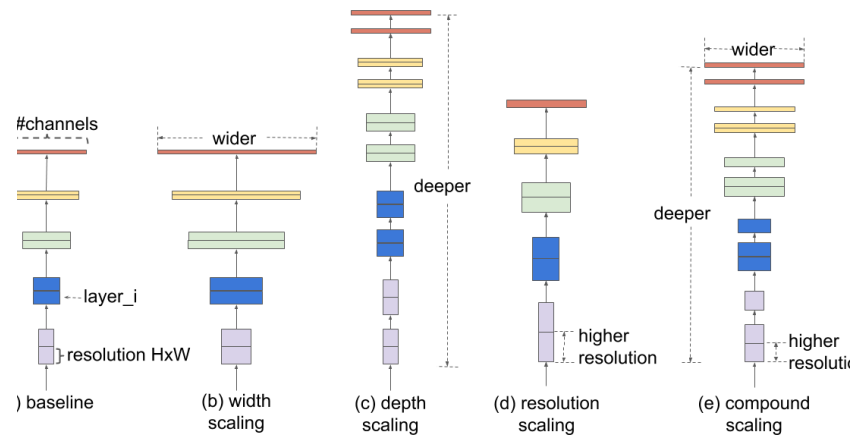 #channels
wider
wider
deeper
deeper
layer_i
resolution HxW
higher
resolution
higher
resoluti
) baseline
(b) width
scaling
(c) depth
scaling
(d) resolution
scaling
(e) compound
scaling